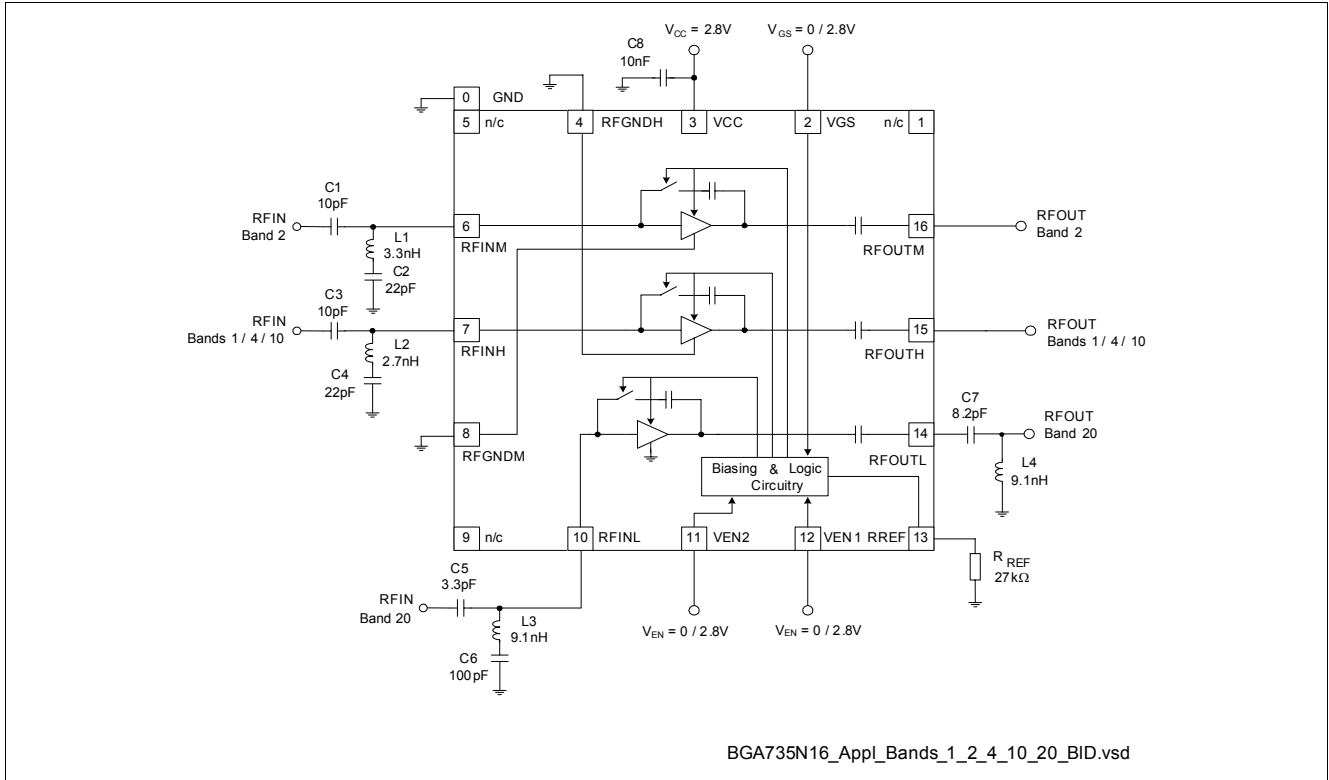 VCC = 2.8V
VGS = 0 / 2.8V
C8
10nF
0
GND
5
n/c
4
RFGNDH
3
VCC
2
VGS
n/c
1
C1
10pF
RFIN
Band 2
L1
3.3nH
C2
22pF
6
RFINM
16
RFOUTM
RFOUT
Band 2
C3
10pF
RFIN
Bands 1 / 4 / 10
L2
2.7nH
C4
22pF
7
RFINH
15
RFOUTH
RFOUT
Bands 1 / 4 / 10
8
RFGNDM
14
RFOUTL
C7
8.2pF
RFOUT
Band 20
L4
9.1nH
Biasing & Logic
Circuitry
9
n/c
10
RFINL
11
VEN2
12
VEN1
RREF
13
RREF
27kΩ
C5
3.3pF
RFIN
Band 20
L3
9.1nH
C6
100pF
VEN = 0 / 2.8V
VEN = 0 / 2.8V
BGA735N16_Appl_Bands_1_2_4_10_20_BID.vsd